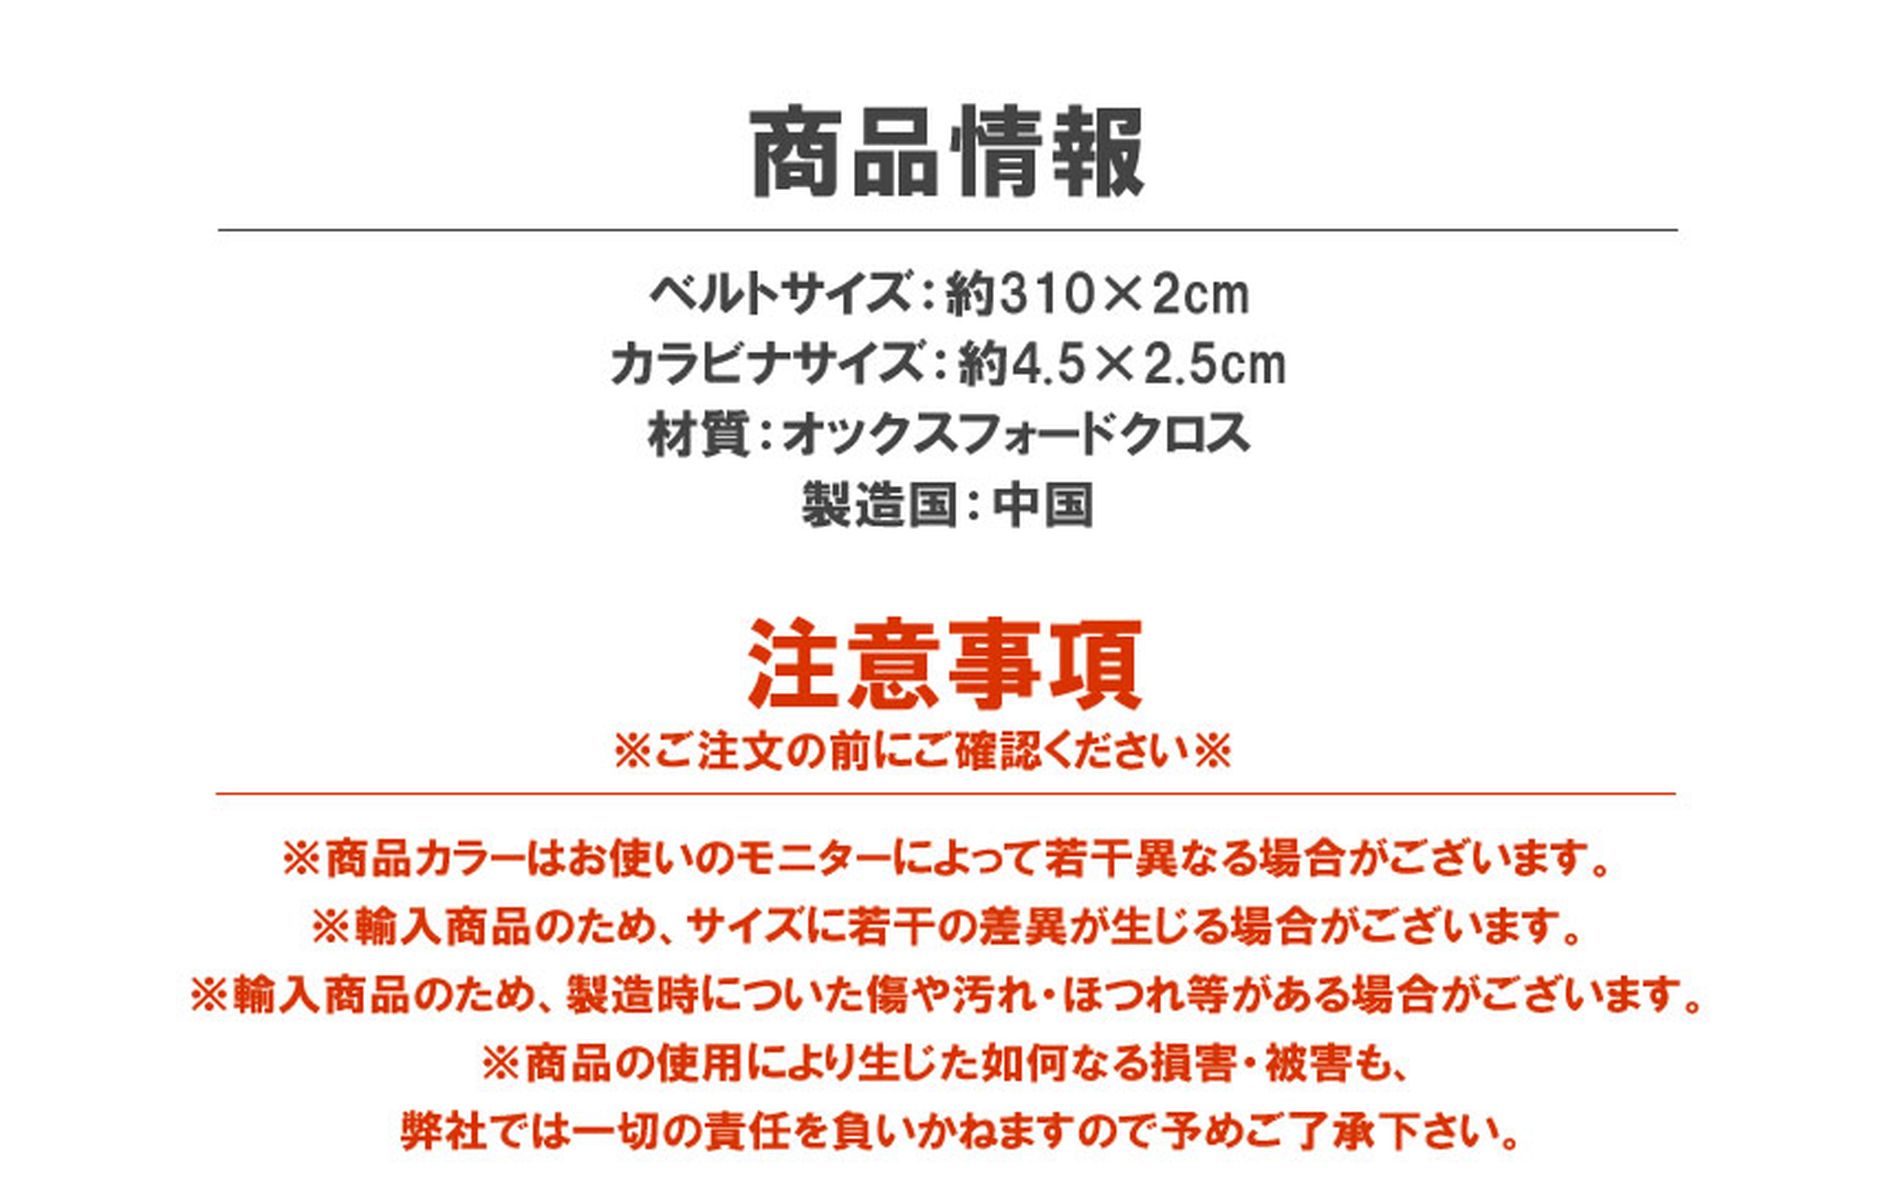 商品情報
ベルトサイズ：約310×2cm
カラビナサイズ：約4.5×2.5cm
材質：オックスフォードクロス
製造国：中国
注意事項
※ご注文の前にご確認ください※
※商品カラーはお使いのモニターによって若干異なる場合がございます。
※輸入商品のため、サイズに若干の差異が生じる場合がございます。
※輸入商品のため、製造時についた傷や汚れ・ほつれ等がある場合がございます。
※商品の使用により生じた如何なる損害・被害も、
弊社では一切の責任を負いかねますので予めご了承下さい。